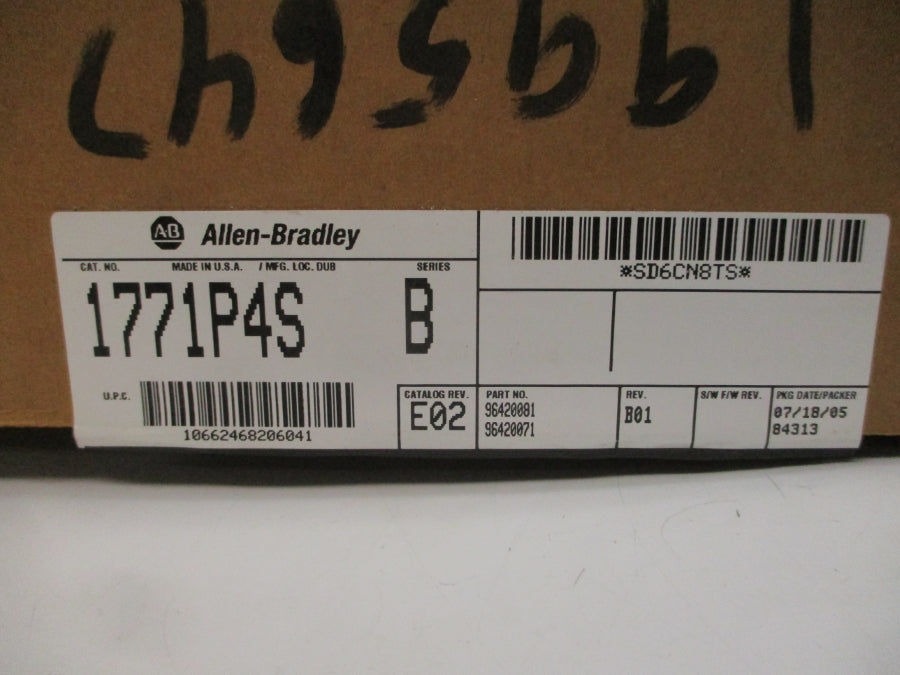 A-B Allen-Bradley
*SD6CN8TS*
CAT. NO. MADE IN U.S.A. / MFG. LOC. DUB SERIES
1771P4S B
U.P.C.
10662468206041
CATALOG REV.
E02
PART NO.
96420081
96420071
REV.
B01
S/W F/W REV.
PKG DATE/PACKER
07/18/05
84313